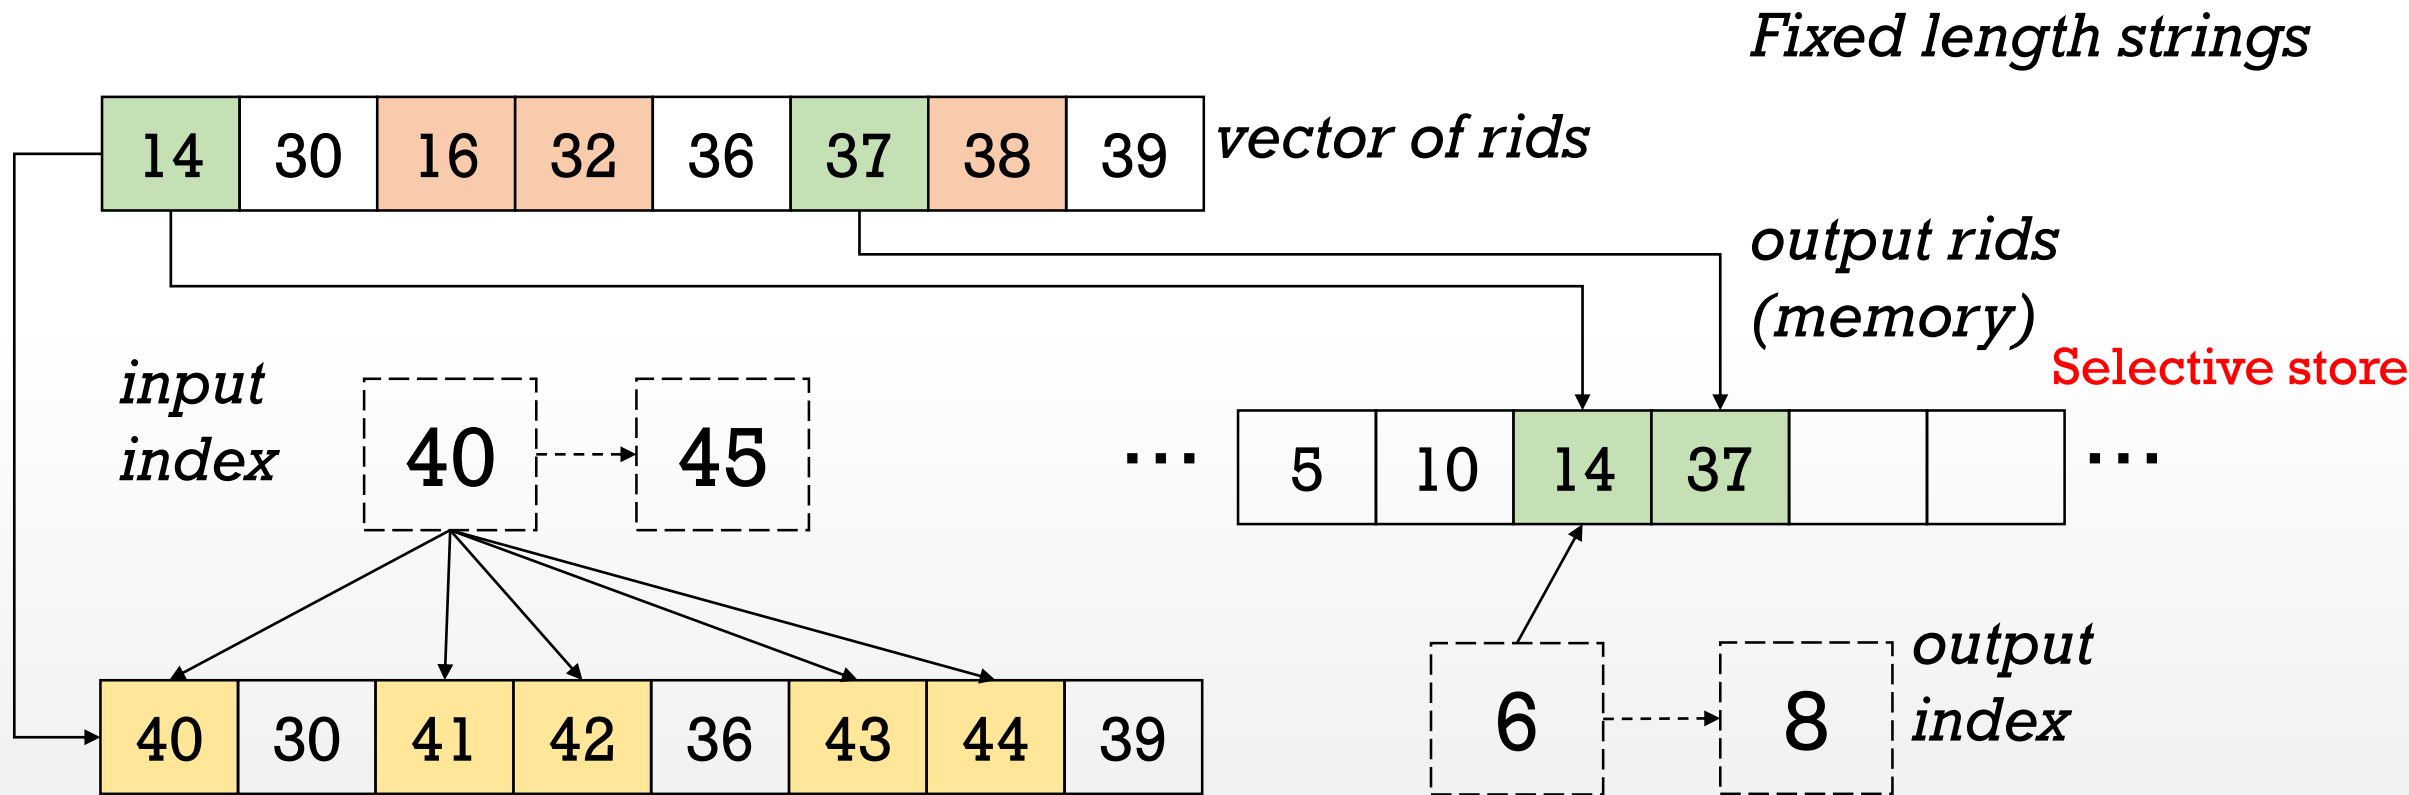 Fixed length strings
14 30 16 32 36 37 38 39 vector of rids
output rids
(memory)
Selective store
input
index
40 45
... 5 10 14 37 ...
40 30 41 42 36 43 44 39
6 8
output
index